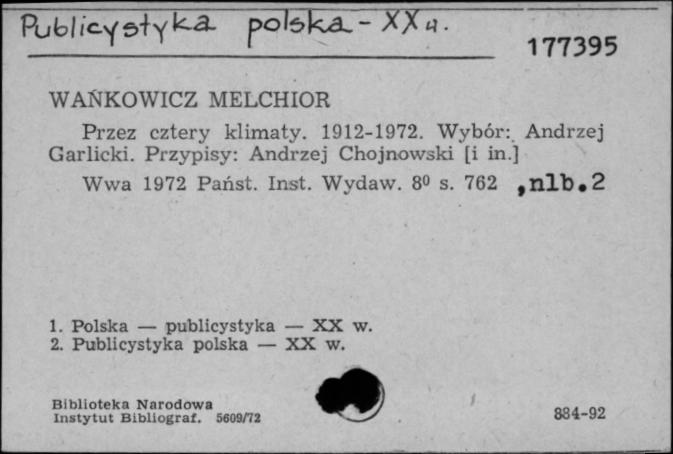 Publicystyka polska - XX w.
177395
WAŃKOWICZ MELCHIOR
Przez cztery klimaty. 1912-1972. Wybór: Andrzej
Garlicki. Przypisy: Andrzej Chojnowski [i in.]
Wwa 1972 Państ. Inst. Wydaw. 8⁰ s. 762 ,nlb.2
1. Polska — publicystyka — XX w.
2. Publicystyka polska — XX w.
Biblioteka Narodowa
Instytut Bibliograf. 5609/72
884-92